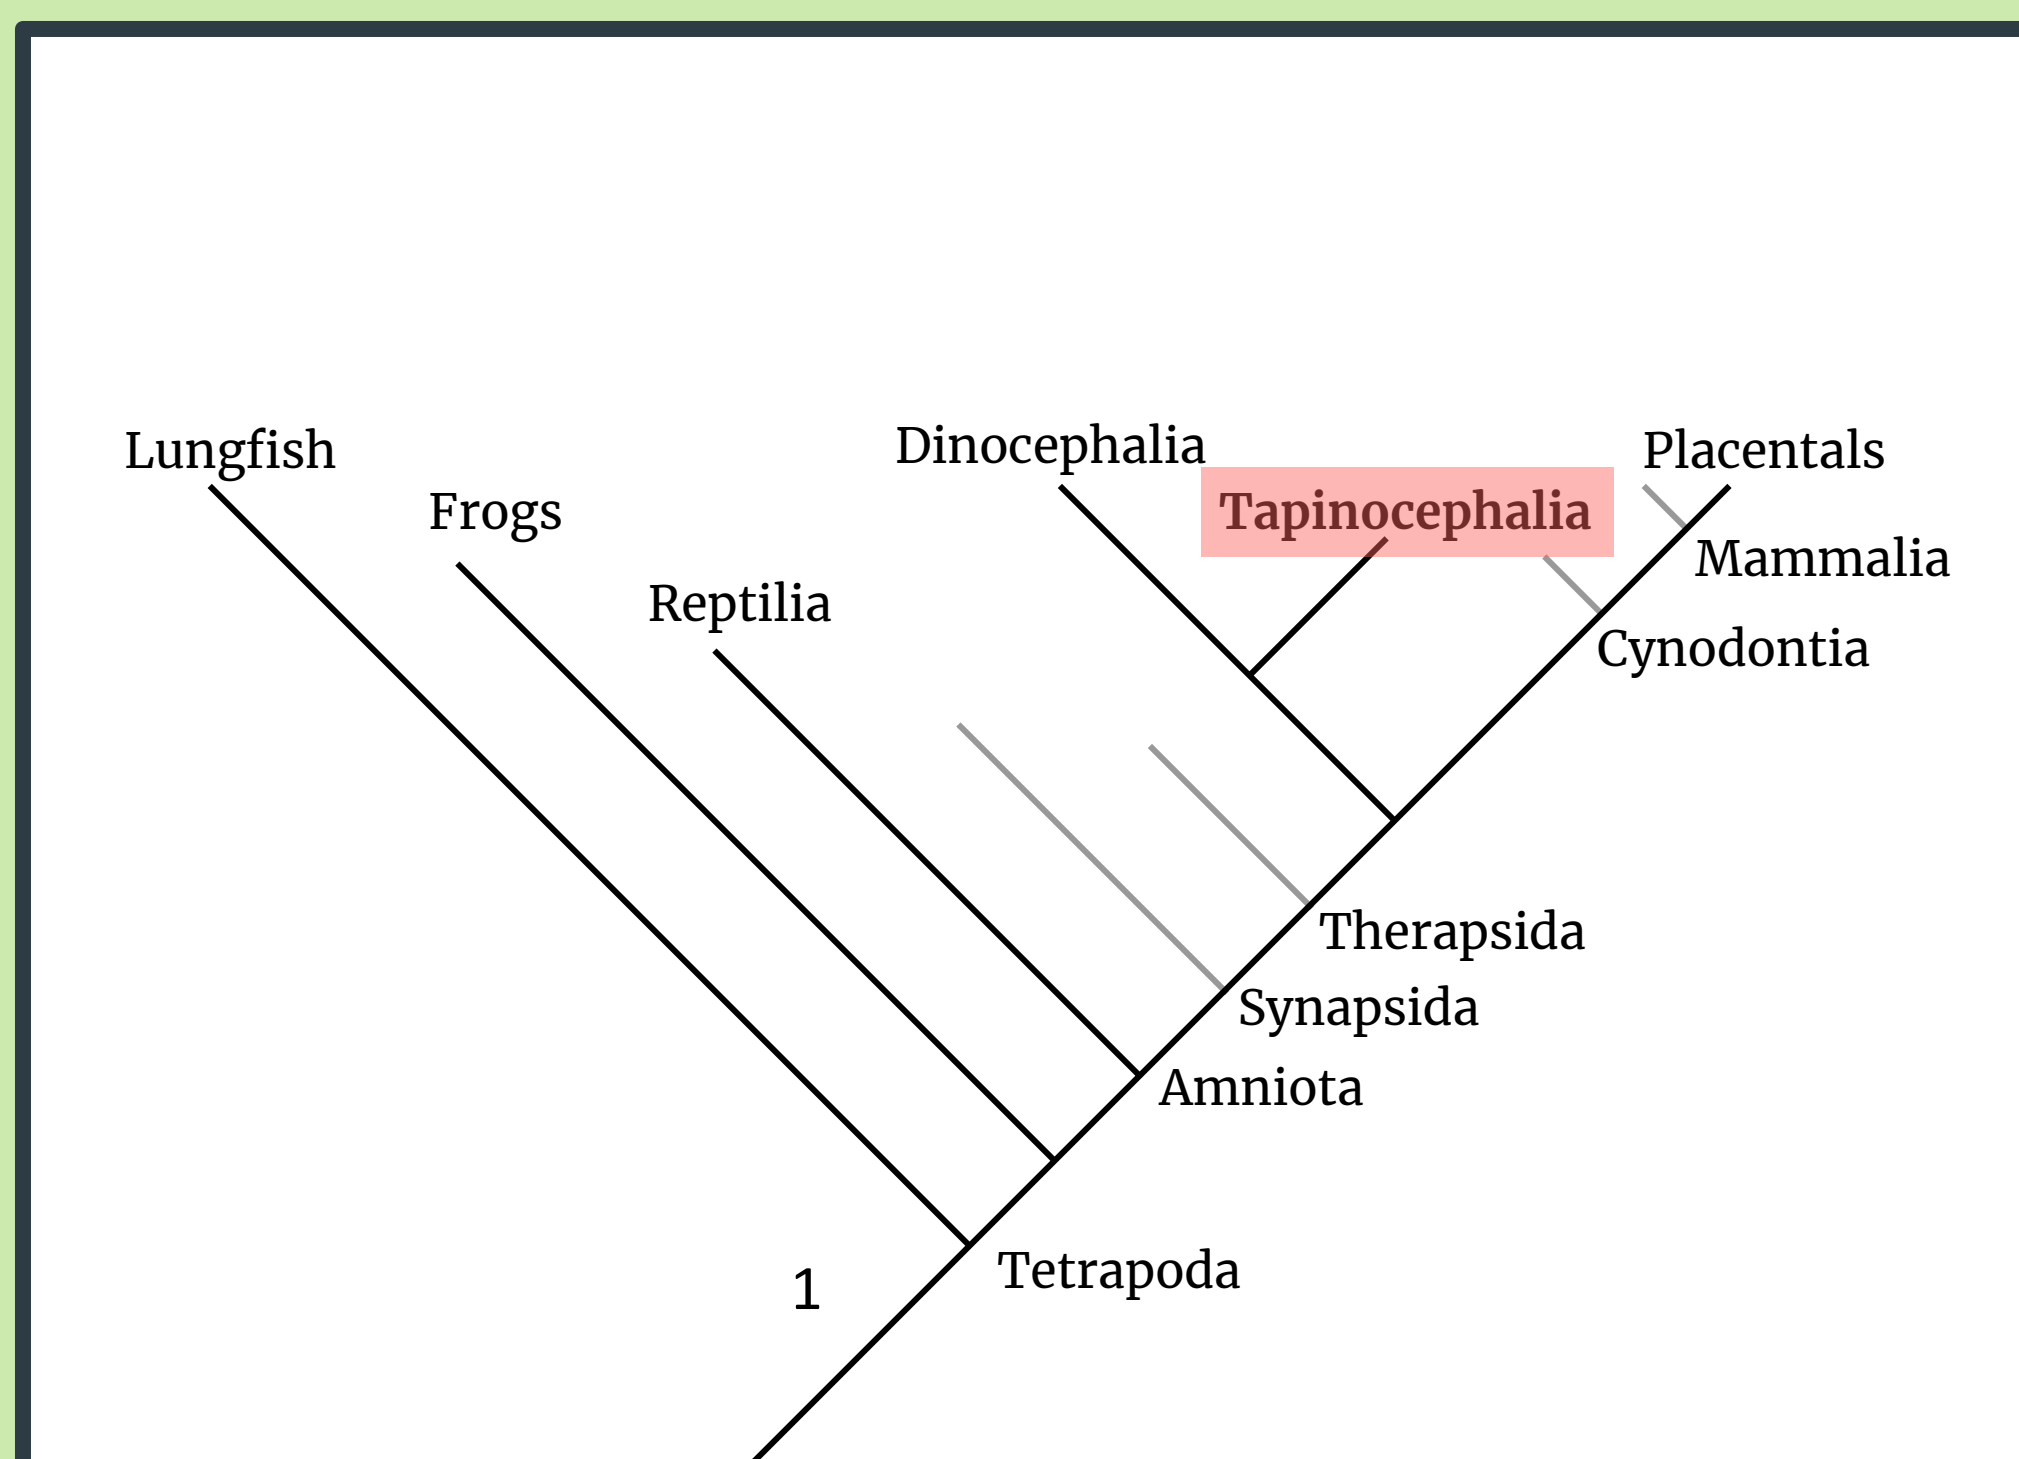 Lungfish
Dinocephalia
Placentals
Frogs
Tapinocephalia
Mammalia
Reptilia
Cynodontia
Therapsida
Synapsida
Amniota
Tetrapoda
1